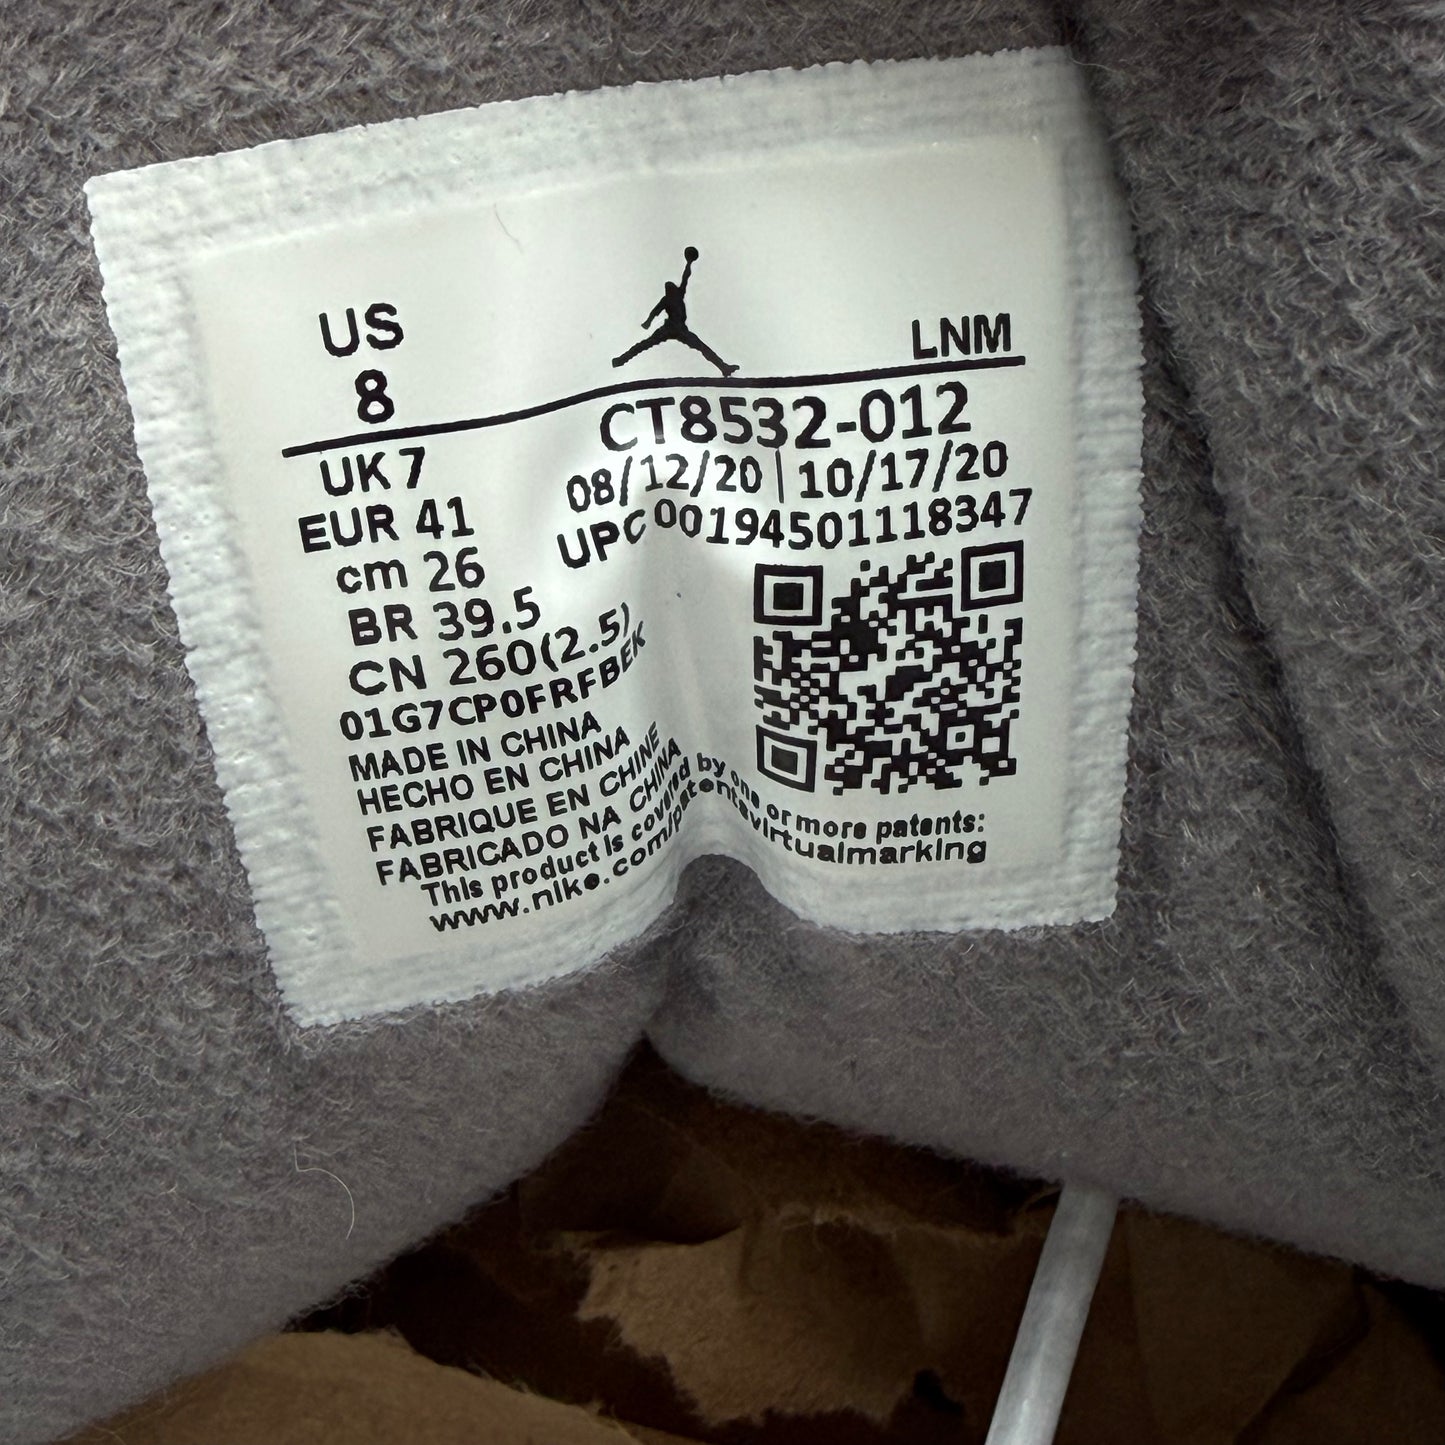 US
8
LNM
CT8532-012
08/12/20 | 10/17/20
UPC 00194501118347
UK 7
EUR 41
cm 26
BR 39.5
CN 260(2.5)
01G7CP0FRFBEK
MADE IN CHINA
HECHO EN CHINA
FABRIQUE EN CHINE
FABRICADO NA CHINA
This product is covered by one or more patents:
www.nike.com/patentsvirtualmarking